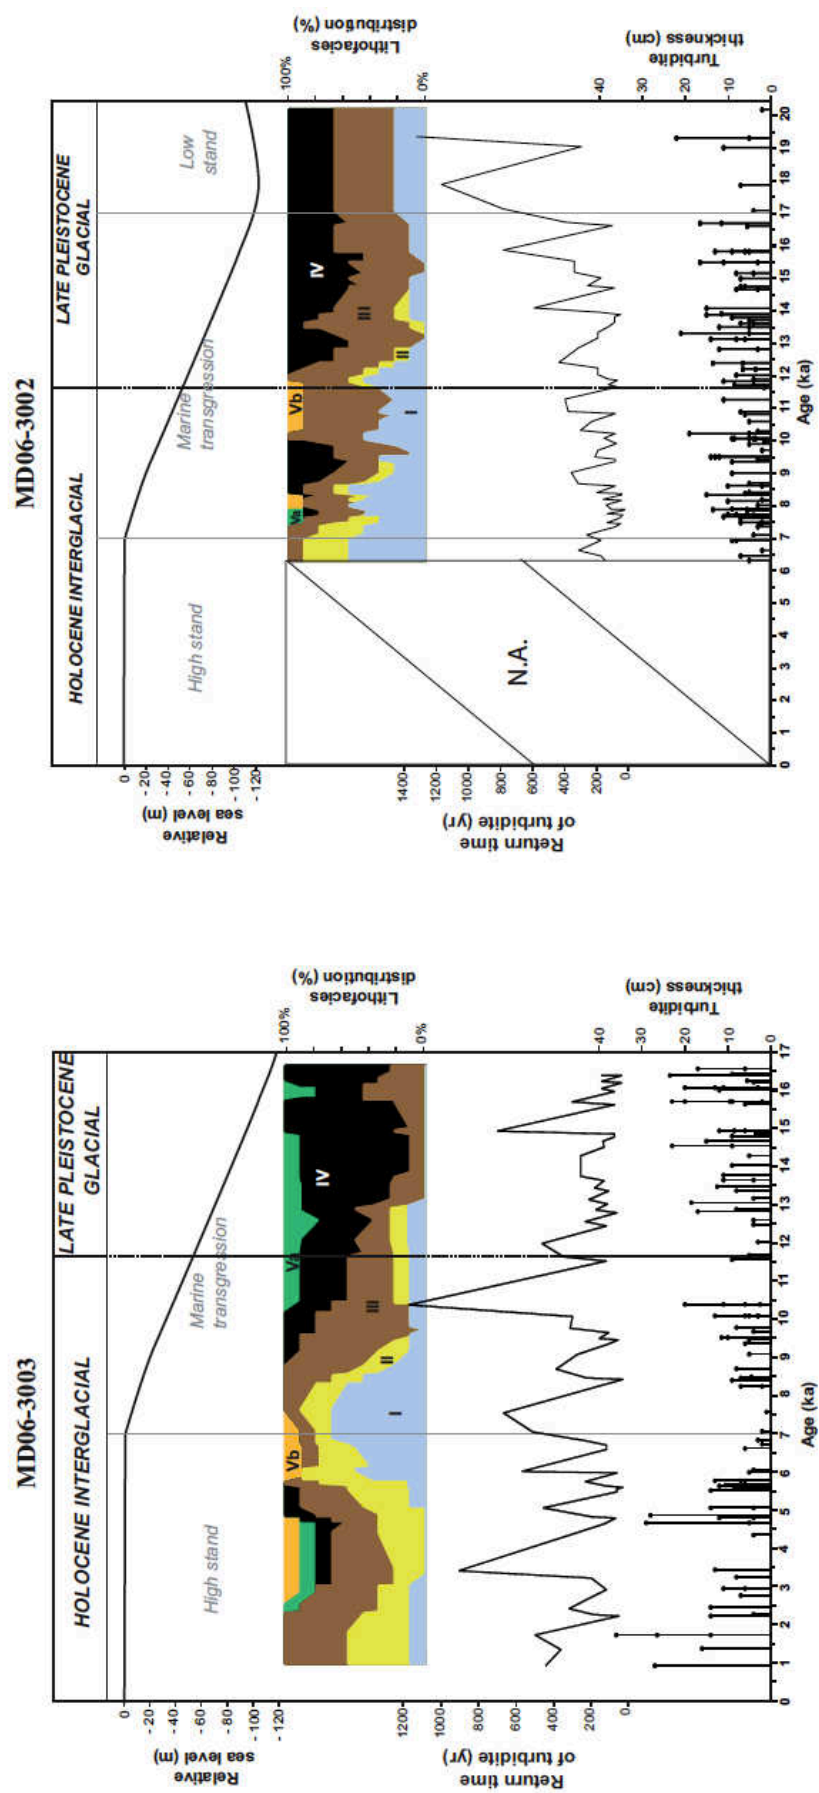 MD06-3003
HOLOCENE INTERGLACIAL
LATE PLEISTOCENE
GLACIAL
High stand
Marine
transgression
Relative
sea level (m)
0
- 20
- 40
- 60
- 80
- 100
- 120
Lithofacies
distribution (%)
100%
0%
Vb
Va
IV
III
II
I
Return time
of turbidite (yr)
1200
1000
800
600
400
200
0
Turbidite
thickness (cm)
40
30
20
10
0
0 1 2 3 4 5 6 7 8 9 10 11 12 13 14 15 16 17
Age (ka)
MD06-3002
HOLOCENE INTERGLACIAL
LATE PLEISTOCENE
GLACIAL
High stand
Marine
transgression
Low
stand
Relative
sea level (m)
0
- 20
- 40
- 60
- 80
- 100
- 120
Lithofacies
distribution (%)
100%
0%
Va
Vb
IV
III
II
I
N.A.
Return time
of turbidite (yr)
1400
1200
1000
800
600
400
200
0
Turbidite
thickness (cm)
40
30
20
10
0
0 1 2 3 4 5 6 7 8 9 10 11 12 13 14 15 16 17 18 19 20
Age (ka)